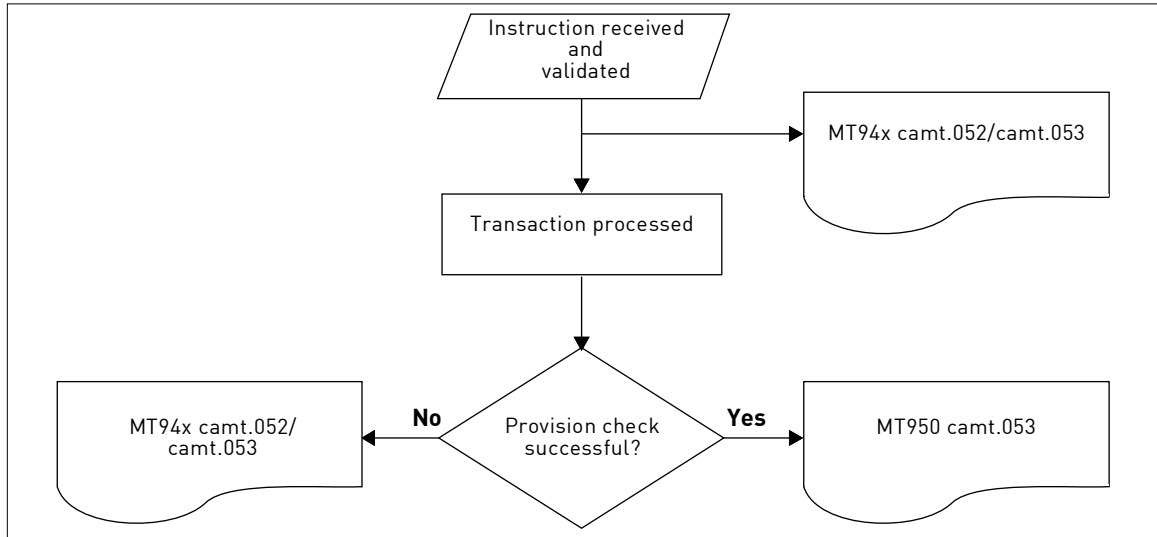 Instruction received
and
validated
MT94x camt.052/camt.053
Transaction processed
No
Yes
MT94x camt.052/
camt.053
Provision check
successful?
MT950 camt.053